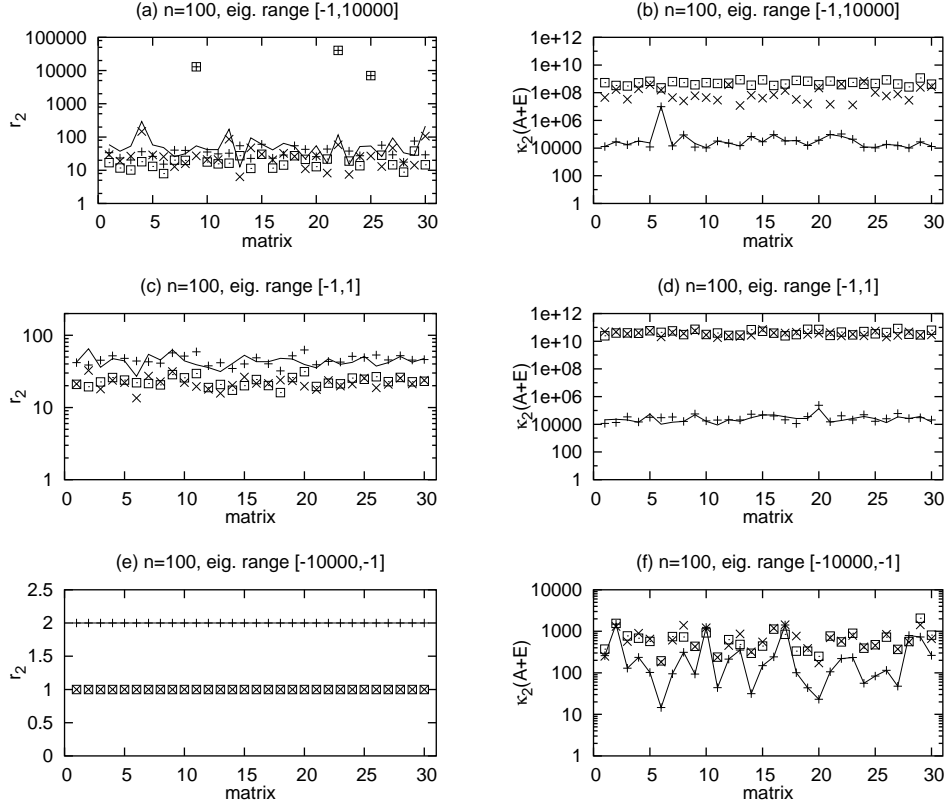 (a) n=100, eig. range [-1,10000]
100000
10000
1000
100
10
1
r2
0 5 10 15 20 25 30
matrix
(b) n=100, eig. range [-1,10000]
1e+12
1e+10
1e+08
1e+06
10000
100
1
κ2(A+E)
0 5 10 15 20 25 30
matrix
(c) n=100, eig. range [-1,1]
100
10
1
r2
0 5 10 15 20 25 30
matrix
(d) n=100, eig. range [-1,1]
1e+12
1e+10
1e+08
1e+06
10000
100
1
κ2(A+E)
0 5 10 15 20 25 30
matrix
(e) n=100, eig. range [-10000,-1]
2.5
2
1.5
1
0.5
0
r2
0 5 10 15 20 25 30
matrix
(f) n=100, eig. range [-10000,-1]
10000
1000
100
10
1
κ2(A+E)
0 5 10 15 20 25 30
matrix